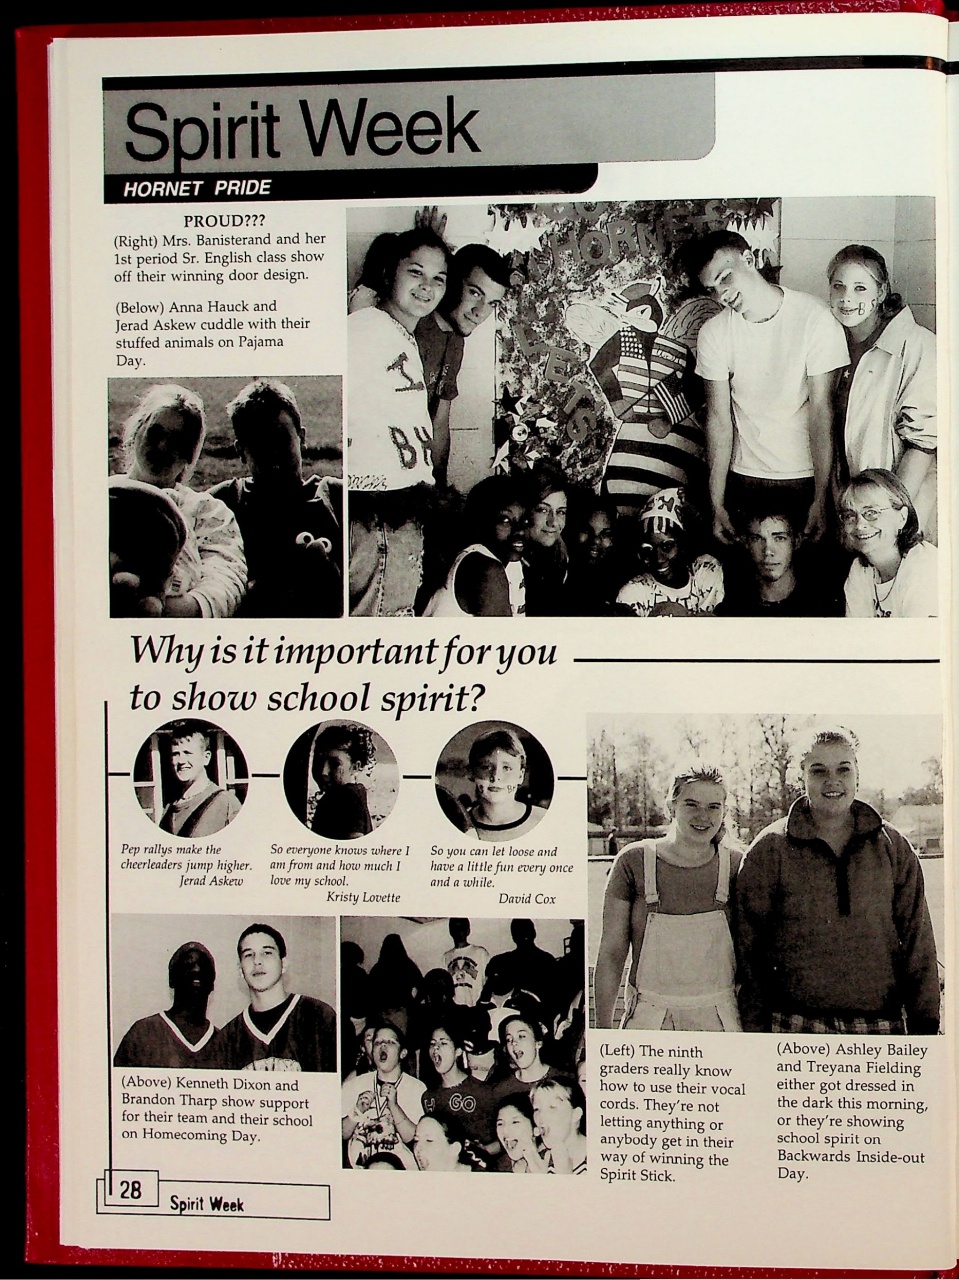 Spirit Week
HORNET PRIDE
PROUD???
(Right) Mrs. Banisterand and her
1st period Sr. English class show
off their winning door design.
(Below) Anna Hauck and
Jerad Askew cuddle with their
stuffed animals on Pajama
Day.
HORNETS
LET'S
I
BH
B
Why is it important for you
to show school spirit?
Pep rallys make the
cheerleaders jump higher.
Jerad Askew
So everyone knows where I
am from and how much I
love my school.
Kristy Lovette
So you can let loose and
have a little fun every once
and a while.
David Cox
GO
(Above) Kenneth Dixon and
Brandon Tharp show support
for their team and their school
on Homecoming Day.
(Left) The ninth
graders really know
how to use their vocal
cords. They're not
letting anything or
anybody get in their
way of winning the
Spirit Stick.
(Above) Ashley Bailey
and Treyana Fielding
either got dressed in
the dark this morning,
or they're showing
school spirit on
Backwards Inside-out
Day.
28
Spirit Week